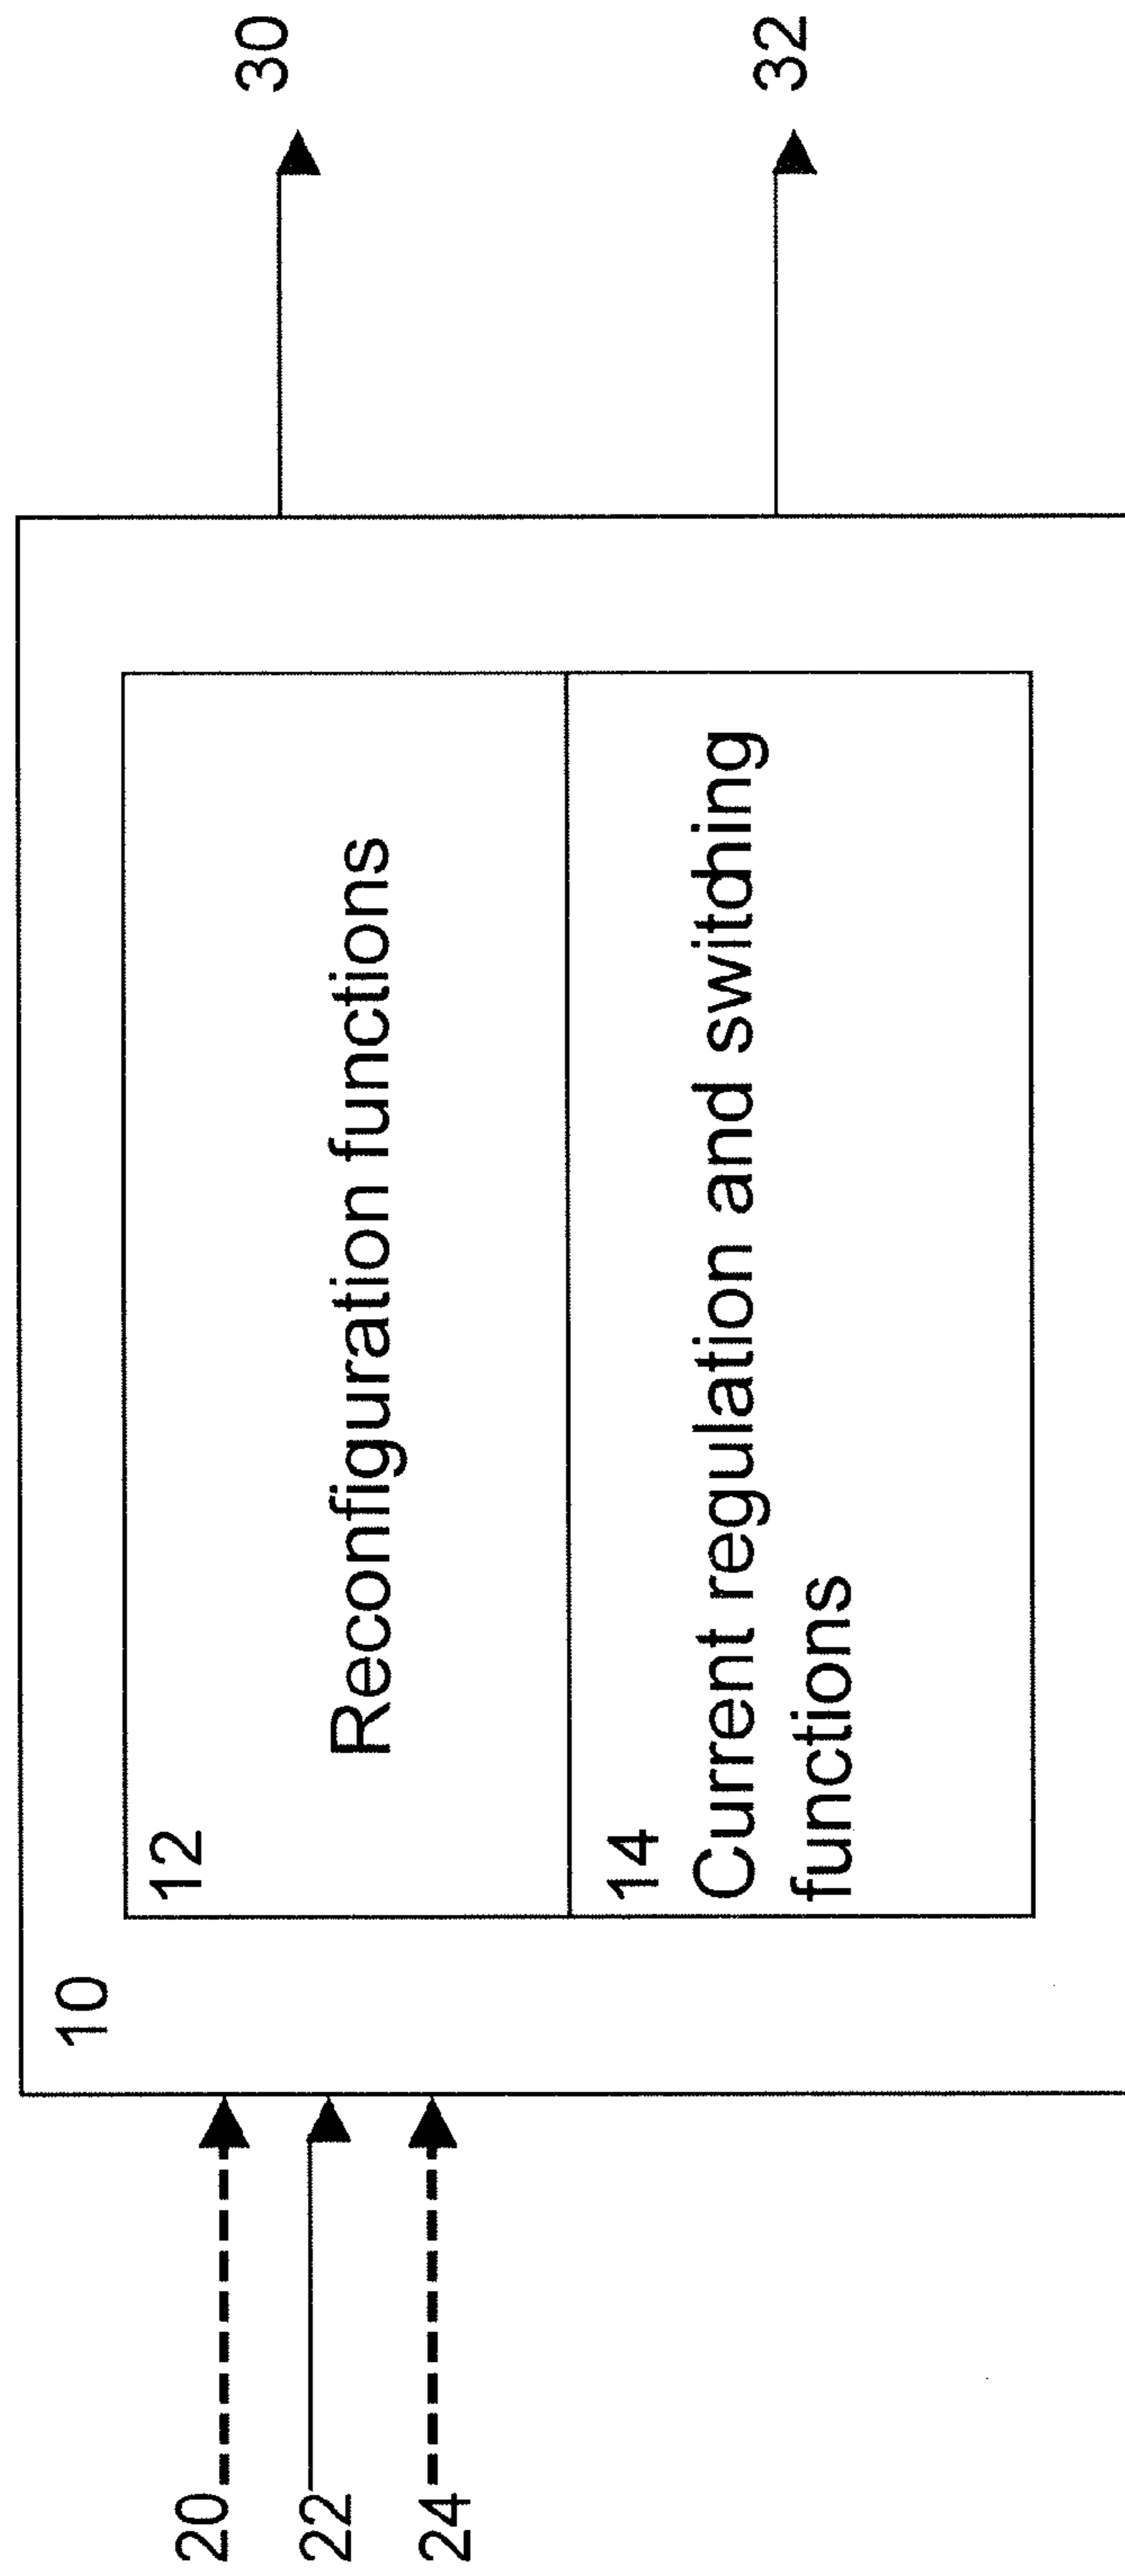 10
12
Reconfiguration functions
14
Current regulation and switching
functions
20
22
24
30
32